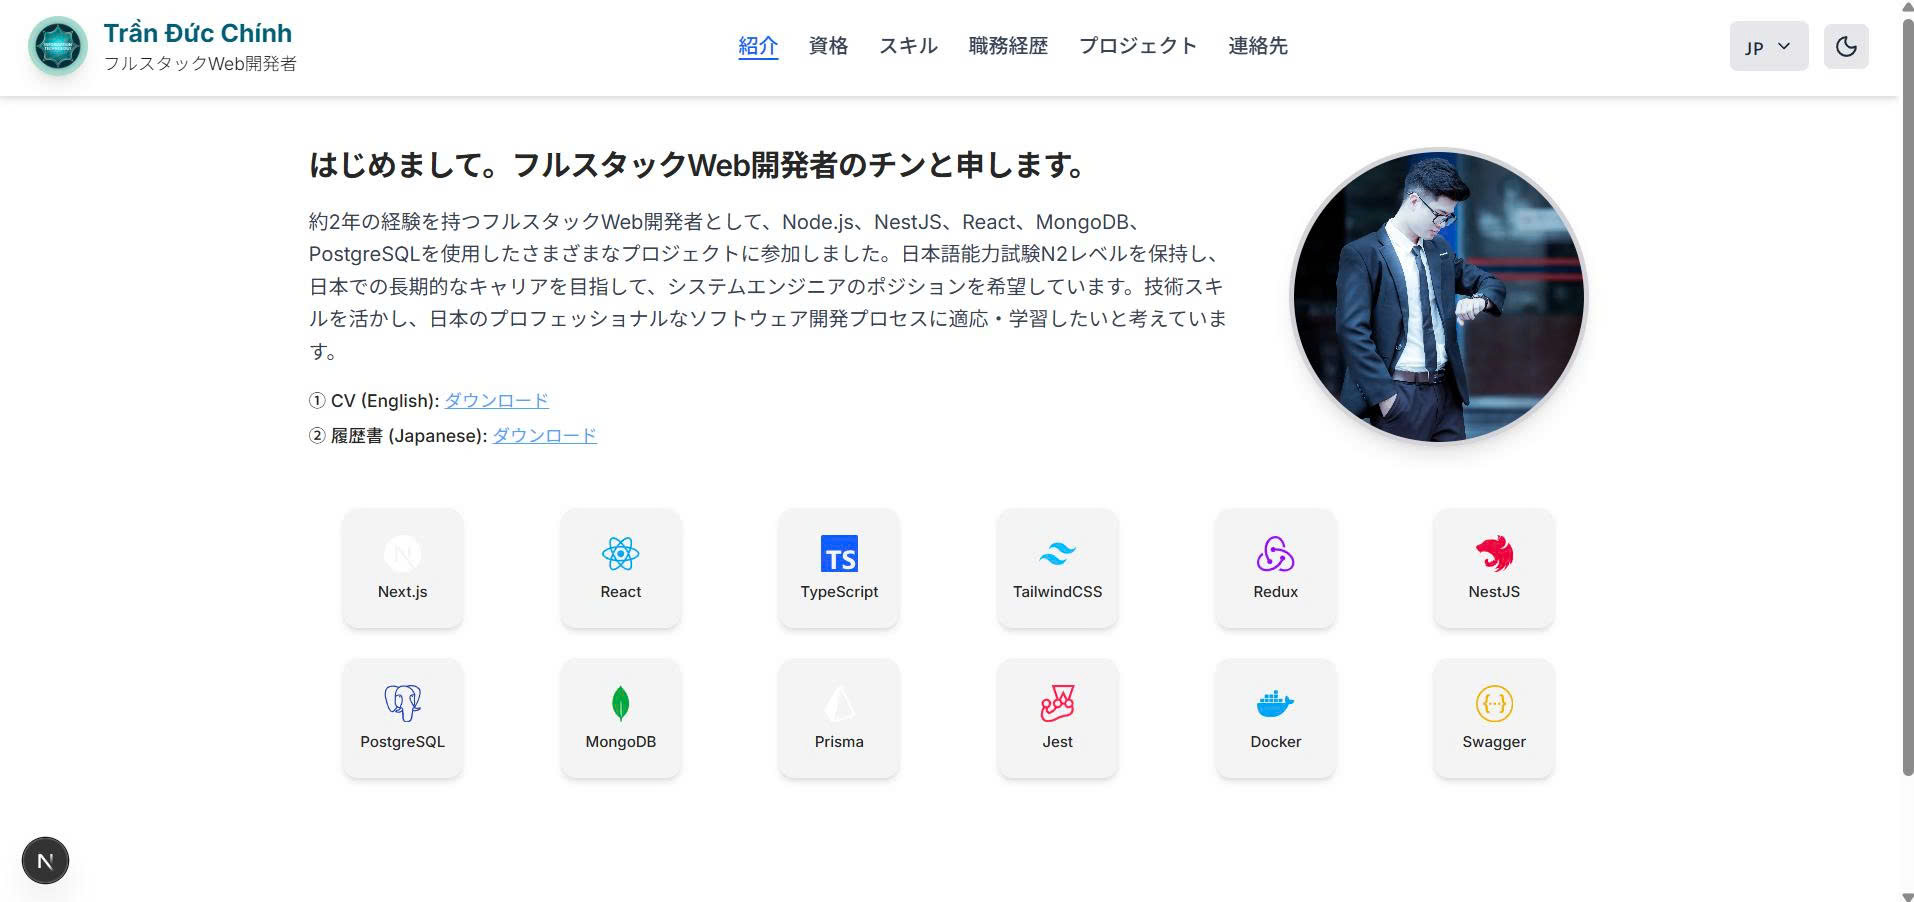 Trần Đức Chính
フルスタックWeb開発者
紹介 資格 スキル 職務経歴 プロジェクト 連絡先
JP
はじめまして。フルスタックWeb開発者のチンと申します。
約2年の経験を持つフルスタックWeb開発者として、Node.js、NestJS、React、MongoDB、
PostgreSQLを使用したさまざまなプロジェクトに参加しました。日本語能力試験N2レベルを保持し、
日本での長期的なキャリアを目指して、システムエンジニアのポジションを希望しています。技術スキ
ルを活かし、日本のプロフェッショナルなソフトウェア開発プロセスに適応・学習したいと考えていま
す。
① CV (English): ダウンロード
② 履歴書 (Japanese): ダウンロード
N
TS
Next.js React TypeScript TailwindCSS Redux NestJS
{···}
PostgreSQL MongoDB Prisma Jest Docker Swagger
N